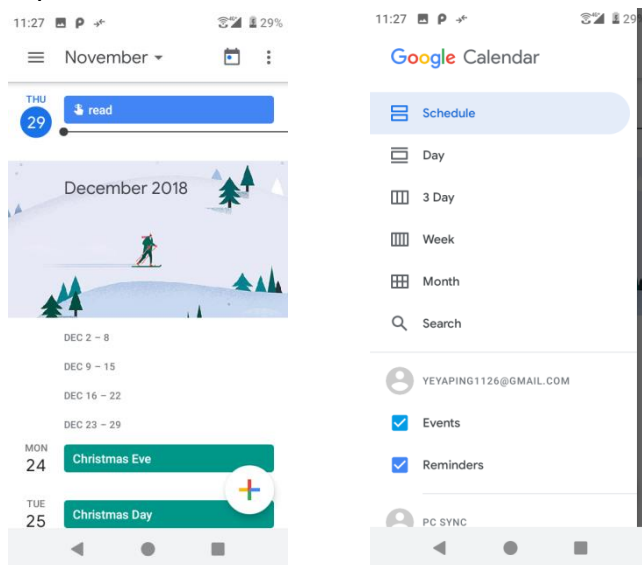 11:27
29%
November
THU
29
read
December 2018
DEC 2 – 8
DEC 9 – 15
DEC 16 – 22
DEC 23 – 29
MON
24
Christmas Eve
TUE
25
Christmas Day
11:27
29
Google Calendar
Schedule
Day
3 Day
Week
Month
Search
YEYAPING1126@GMAIL.COM
Events
Reminders
PC SYNC